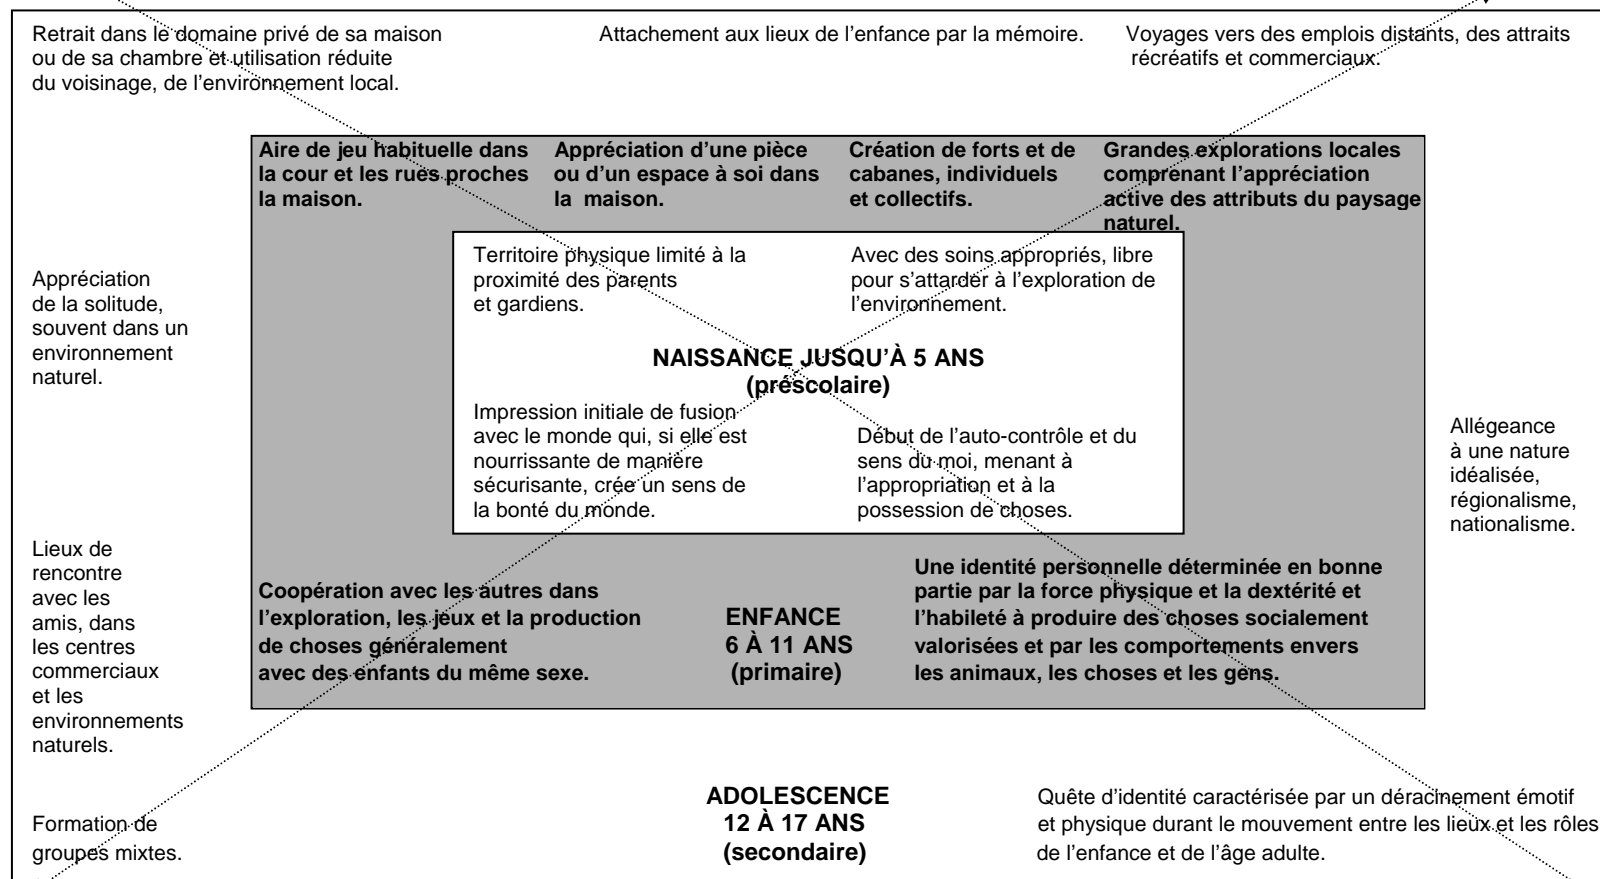 Retrait dans le domaine privé de sa maison
ou de sa chambre et utilisation réduite
du voisinage, de l'environnement local.
Attachement aux lieux de l'enfance par la mémoire.
Voyages vers des emplois distants, des attraits
récréatifs et commerciaux.
Aire de jeu habituelle dans
la cour et les rues proches
la maison.
Appréciation d'une pièce
ou d'un espace à soi dans
la maison.
Création de forts et de
cabanes, individuels
et collectifs.
Grandes explorations locales
comprenant l'appréciation
active des attributs du paysage
naturel.
Territoire physique limité à la
proximité des parents
et gardiens.
Avec des soins appropriés, libre
pour s'attarder à l'exploration de
l'environnement.
Appréciation
de la solitude,
souvent dans un
environnement
naturel.
NAISSANCE JUSQU'À 5 ANS
(préscolaire)
Impression initiale de fusion
avec le monde qui, si elle est
nourrissante de manière
sécurisante, crée un sens de
la bonté du monde.
Début de l'auto-contrôle et du
sens du moi, menant à
l'appropriation et à la
possession de choses.
Allégeance
à une nature
idéalisée,
régionalisme,
nationalisme.
Lieux de
rencontre
avec les
amis, dans
les centres
commerciaux
et les
environnements
naturels.
Coopération avec les autres dans
l'exploration, les jeux et la production
de choses généralement
avec des enfants du même sexe.
ENFANCE
6 À 11 ANS
(primaire)
Une identité personnelle déterminée en bonne
partie par la force physique et la dextérité et
l'habileté à produire des choses socialement
valorisées et par les comportements envers
les animaux, les choses et les gens.
Formation de
groupes mixtes.
ADOLESCENCE
12 À 17 ANS
(secondaire)
Quête d'identité caractérisée par un déracinement émotif
et physique durant le mouvement entre les lieux et les rôles
de l'enfance et de l'âge adulte.